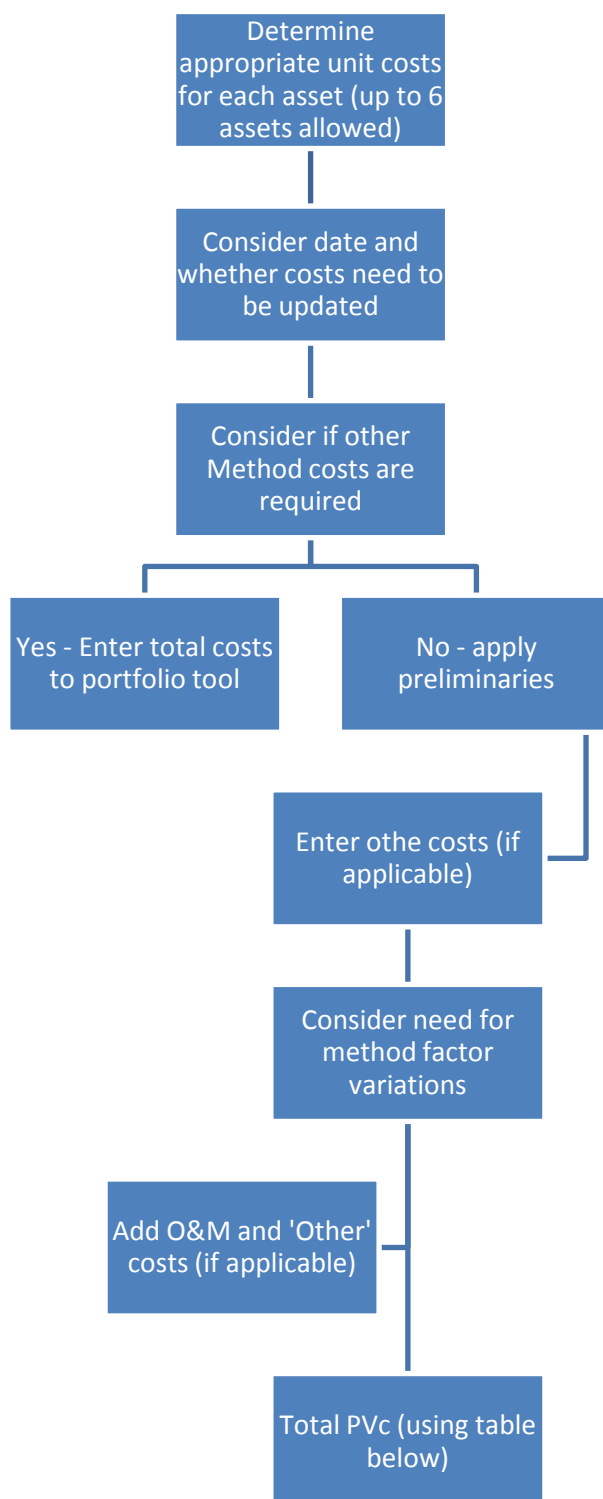 Determine
appropriate unit costs
for each asset (up to 6
assets allowed)
Consider date and
whether costs need to
be updated
Consider if other
Method costs are
required
Yes - Enter total costs
to portfolio tool
No - apply
preliminaries
Enter othe costs (if
applicable)
Consider need for
method factor
variations
Add O&M and 'Other'
costs (if applicable)
Total PVc (using table
below)